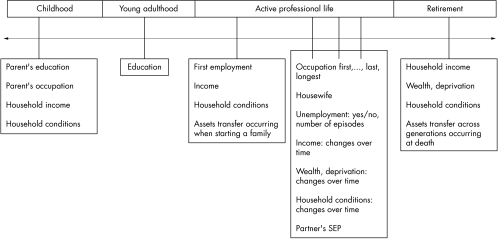 Childhood
Young adulthood
Active professional life
Retirement
Parent's education
Parent's occupation
Household income
Household conditions
Education
First employment
Income
Household conditions
Assets transfer occurring
when starting a family
Occupation first,..., last,
longest
Housewife
Unemployment: yes/no,
number of episodes
Income: changes over
time
Wealth, deprivation:
changes over time
Household conditions:
changes over time
Partner's SEP
Household income
Wealth, deprivation
Household conditions
Assets transfer across
generations occurring
at death